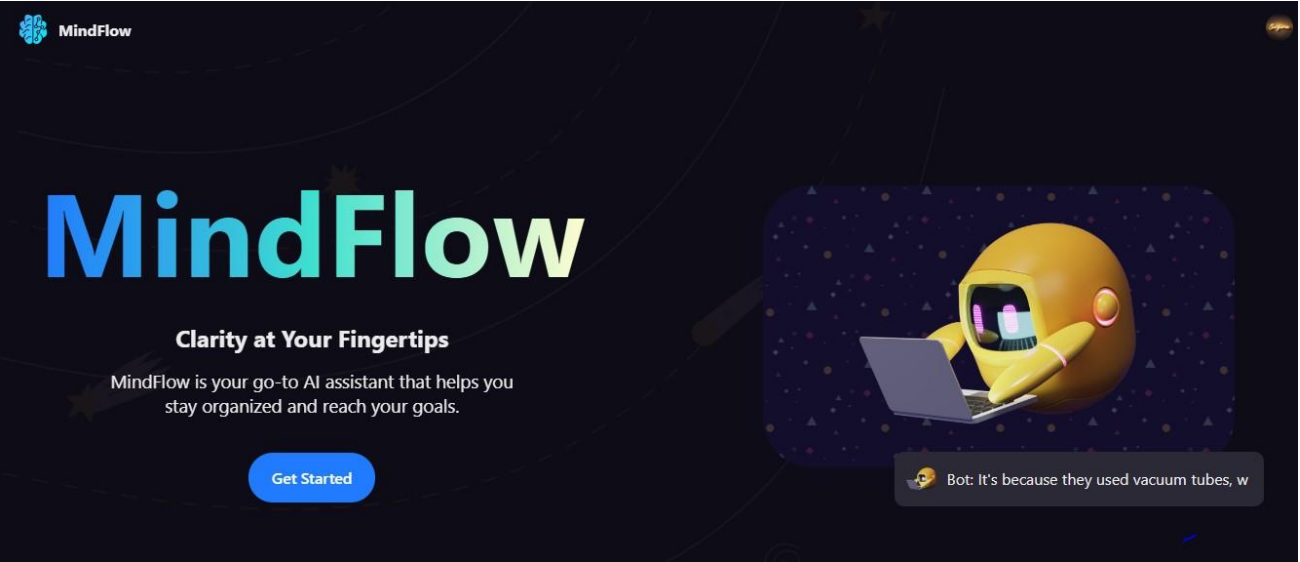 MindFlow
MindFlow
Clarity at Your Fingertips
MindFlow is your go-to AI assistant that helps you
stay organized and reach your goals.
Get Started
Bot: It's because they used vacuum tubes, w